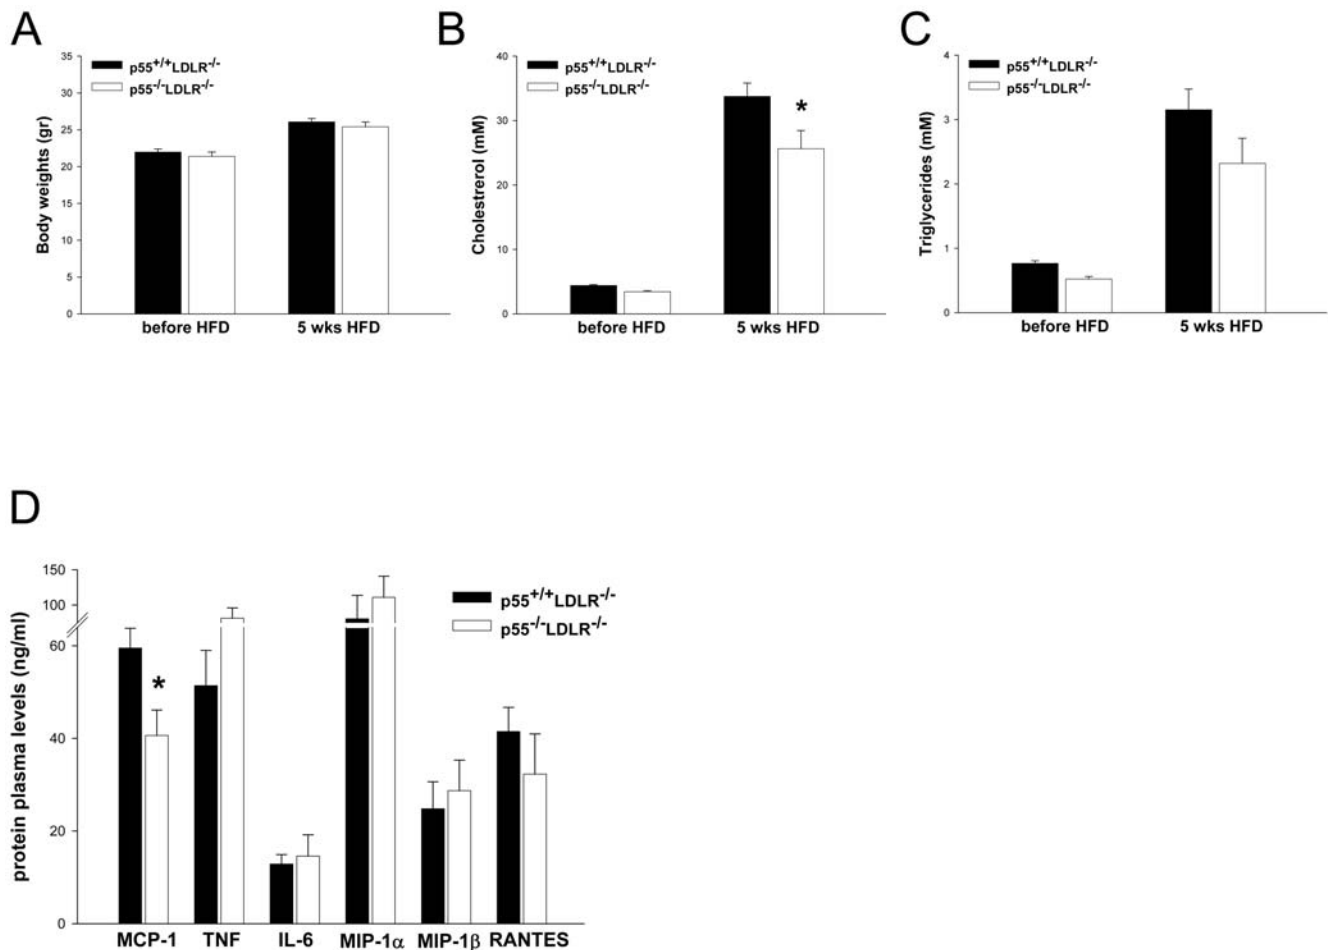 A
p55+/+LDLR-/-
p55-/-LDLR-/-
Body weights (gr)
35
30
25
20
15
10
5
0
before HFD 5 wks HFD
B
p55+/+LDLR-/-
p55-/-LDLR-/-
Cholestrerol (mM)
40
30
20
10
0
*
before HFD 5 wks HFD
C
p55+/+LDLR-/-
p55-/-LDLR-/-
Triglycerides (mM)
4
3
2
1
0
before HFD 5 wks HFD
D
p55+/+LDLR-/-
p55-/-LDLR-/-
protein plasma levels (ng/ml)
150
100
60
40
20
0
*
MCP-1 TNF IL-6 MIP-1α MIP-1β RANTES